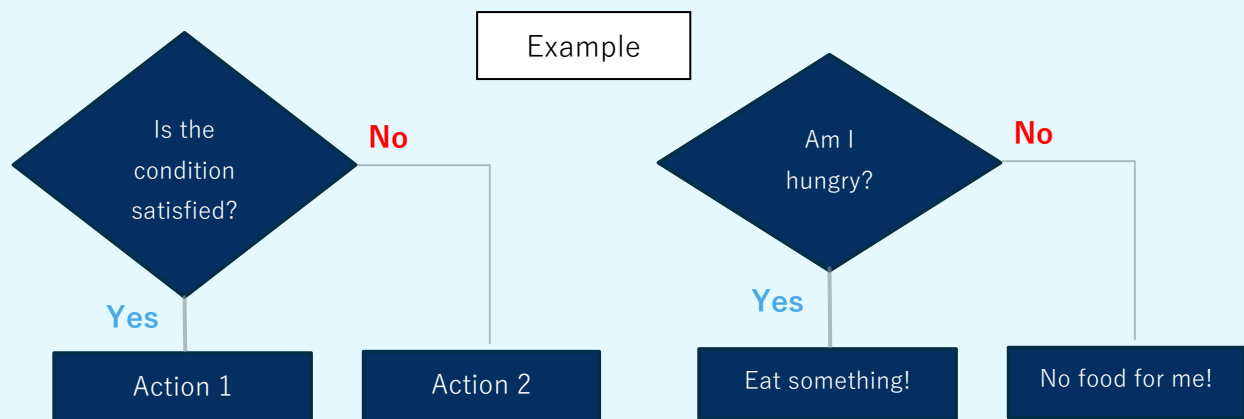 Example
Is the
condition
satisfied?
No
Yes
Action 1
Action 2
Am I
hungry?
No
Yes
Eat something!
No food for me!